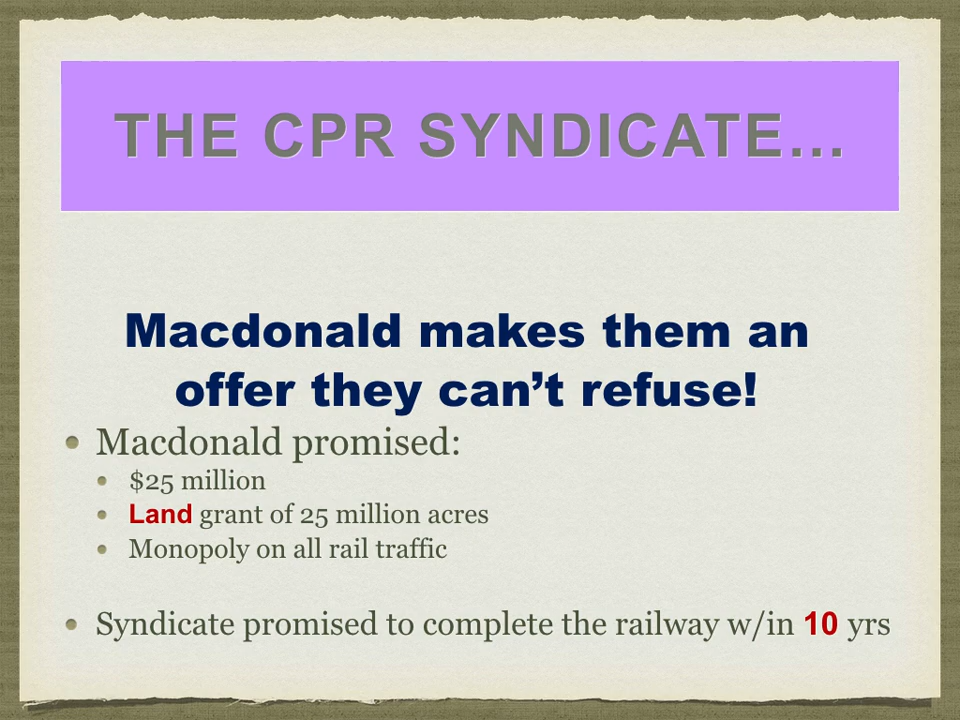 THE CPR SYNDICATE…
Macdonald makes them an
offer they can’t refuse!
• Macdonald promised:
• $25 million
• Land grant of 25 million acres
• Monopoly on all rail traffic
• Syndicate promised to complete the railway w/in 10 yrs